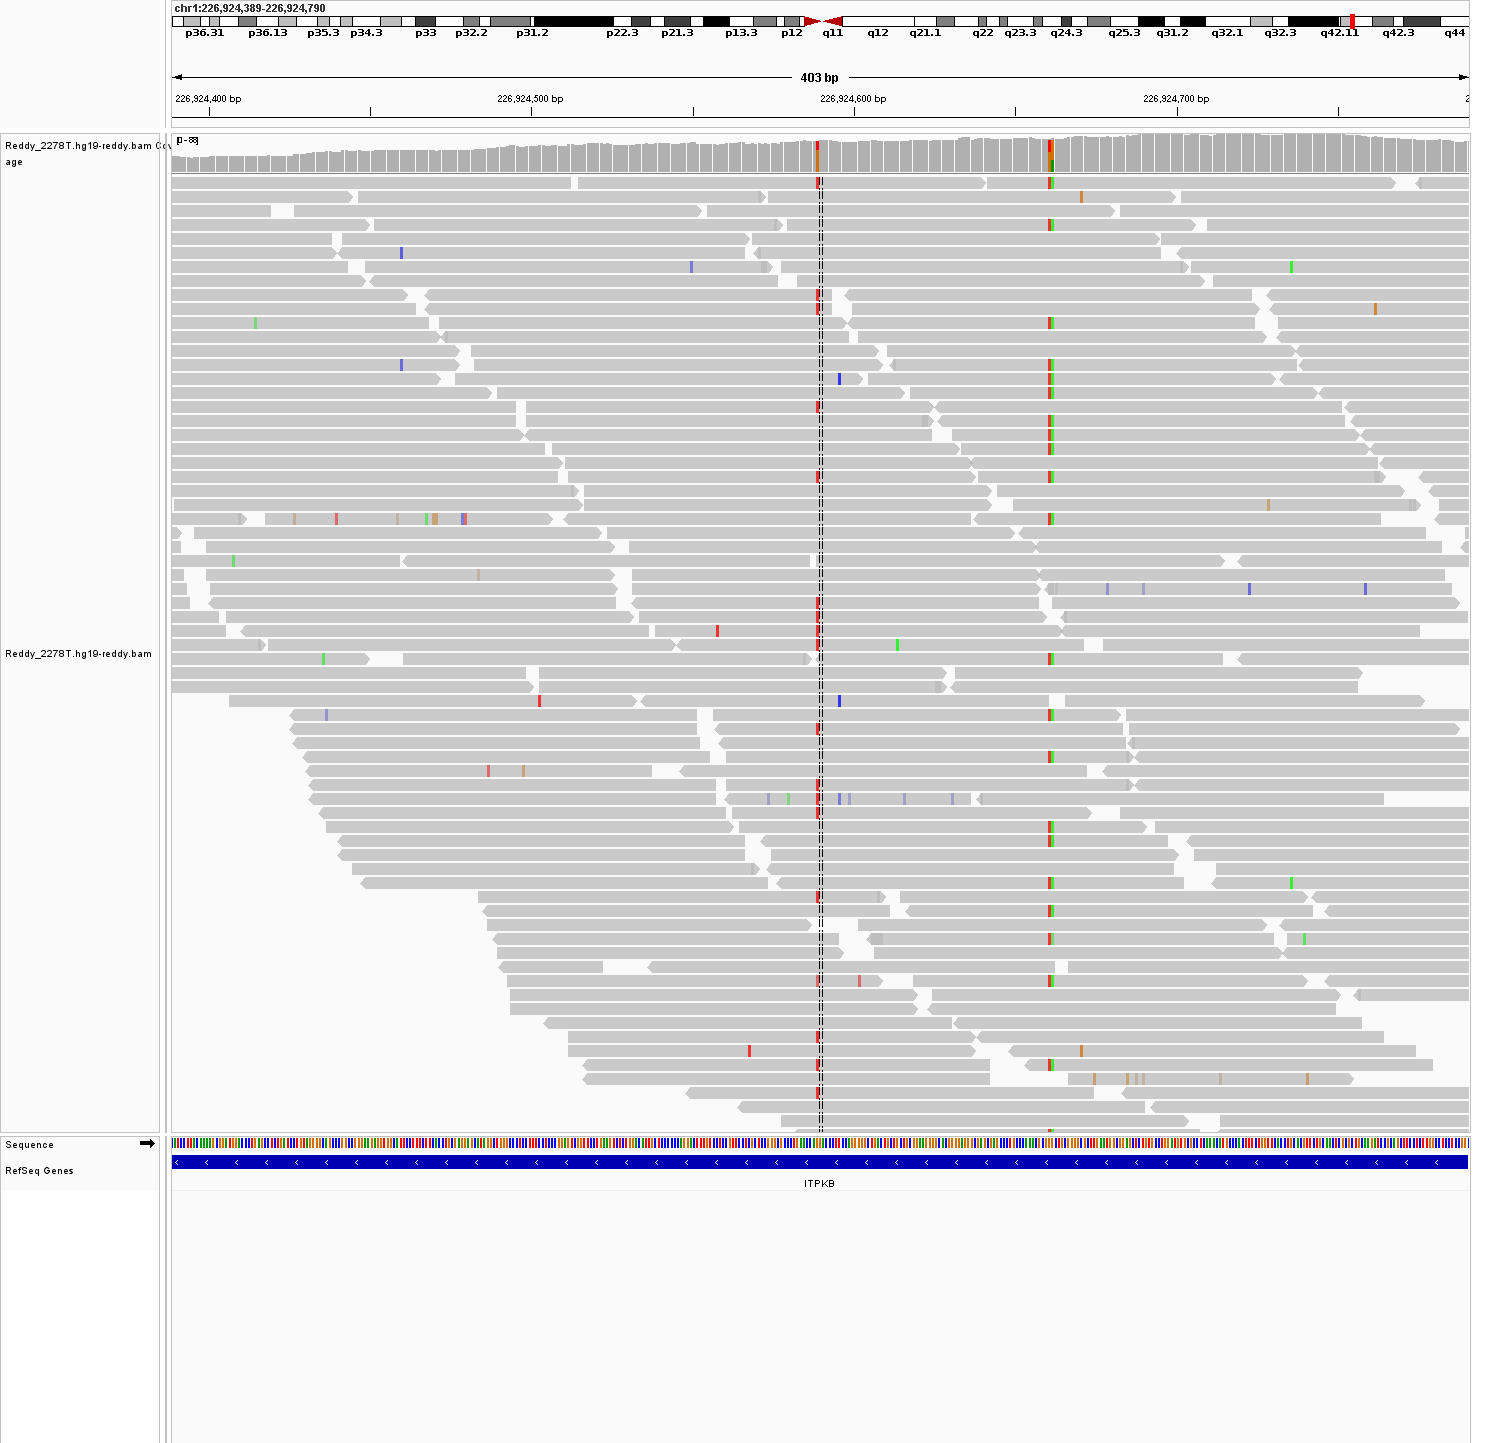 chr1:226,924,389-226,924,790
p36.31 p36.13 p35.3 p34.3 p33 p32.2 p31.2 p22.3 p21.3 p13.3 p12 q11 q12 q21.1 q22 q23.3 q24.3 q25.3 q31.2 q32.1 q32.3 q42.11 q42.3 q44
403 bp
226,924,400 bp 226,924,500 bp 226,924,600 bp 226,924,700 bp 2
Reddy_2278T.hg19-reddy.bam Cov
age
[0 - 88]
Reddy_2278T.hg19-reddy.bam
Sequence
RefSeq Genes
ITPKB